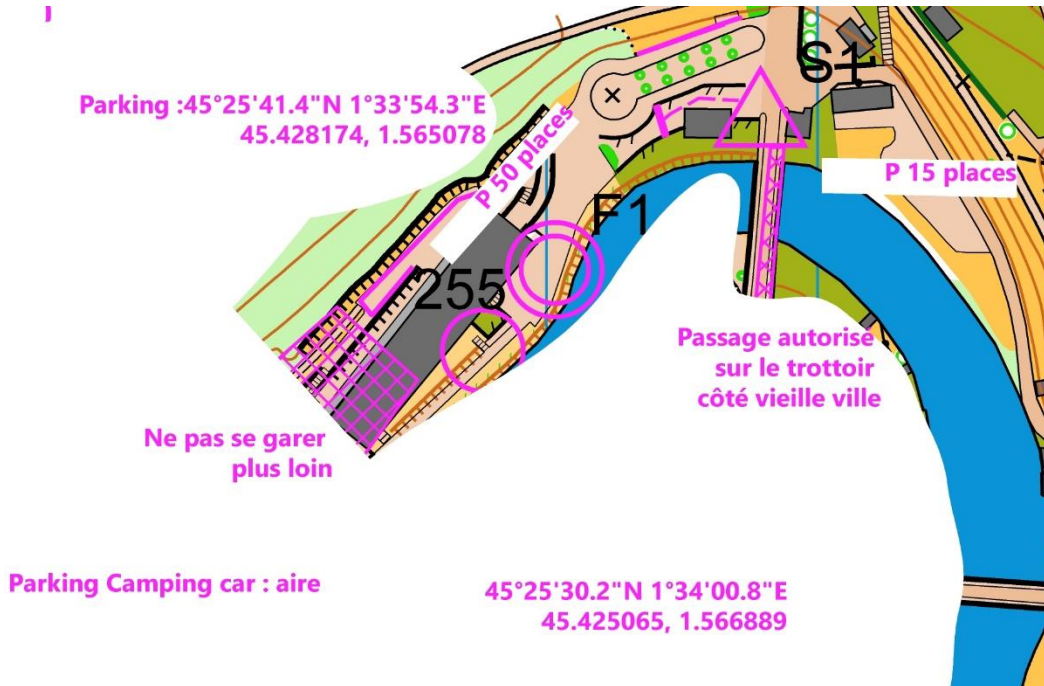 S1
Parking :45°25'41.4"N 1°33'54.3"E
45.428174, 1.565078
P 50 places
P 15 places
F1
255
Passage autorisé
sur le trottoir
côté vieille ville
Ne pas se garer
plus loin
Parking Camping car : aire
45°25'30.2"N 1°34'00.8"E
45.425065, 1.566889